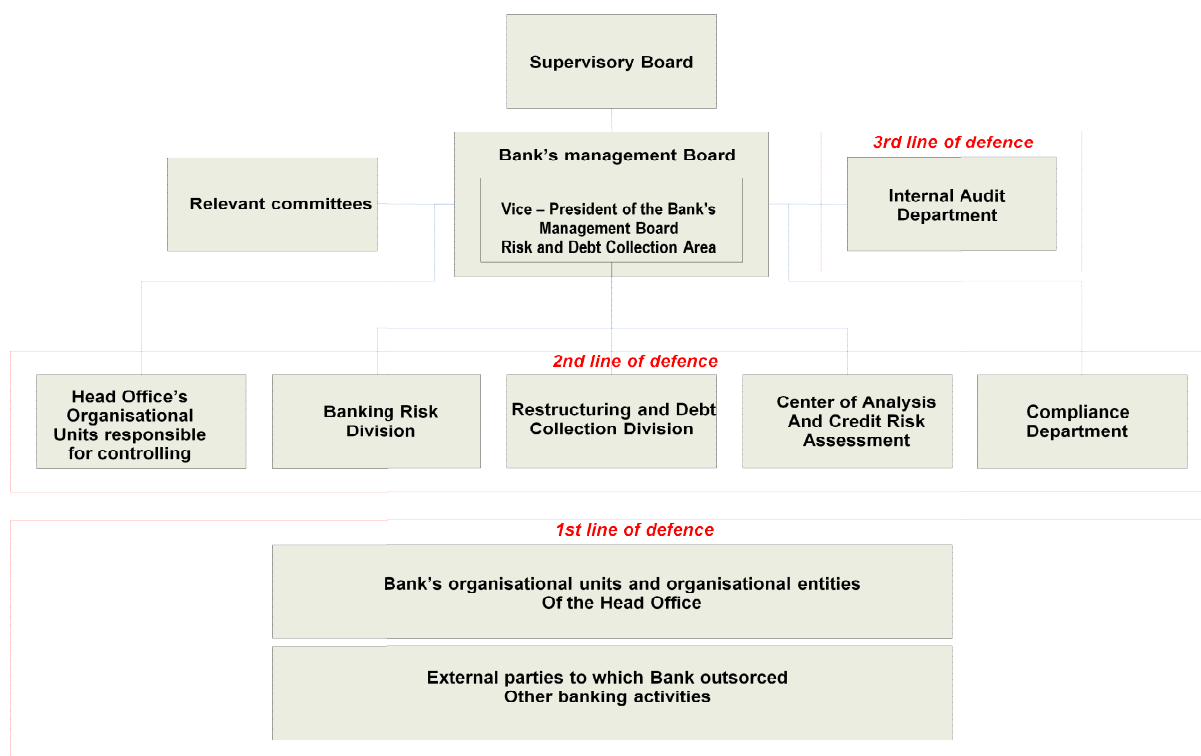 Supervisory Board
Bank's management Board
Vice – President of the Bank's
Management Board
Risk and Debt Collection Area
Relevant committees
3rd line of defence
Internal Audit
Department
2nd line of defence
Head Office's
Organisational
Units responsible
for controlling
Banking Risk
Division
Restructuring and Debt
Collection Division
Center of Analysis
And Credit Risk
Assessment
Compliance
Department
1st line of defence
Bank's organisational units and organisational entities
Of the Head Office
External parties to which Bank outsorced
Other banking activities